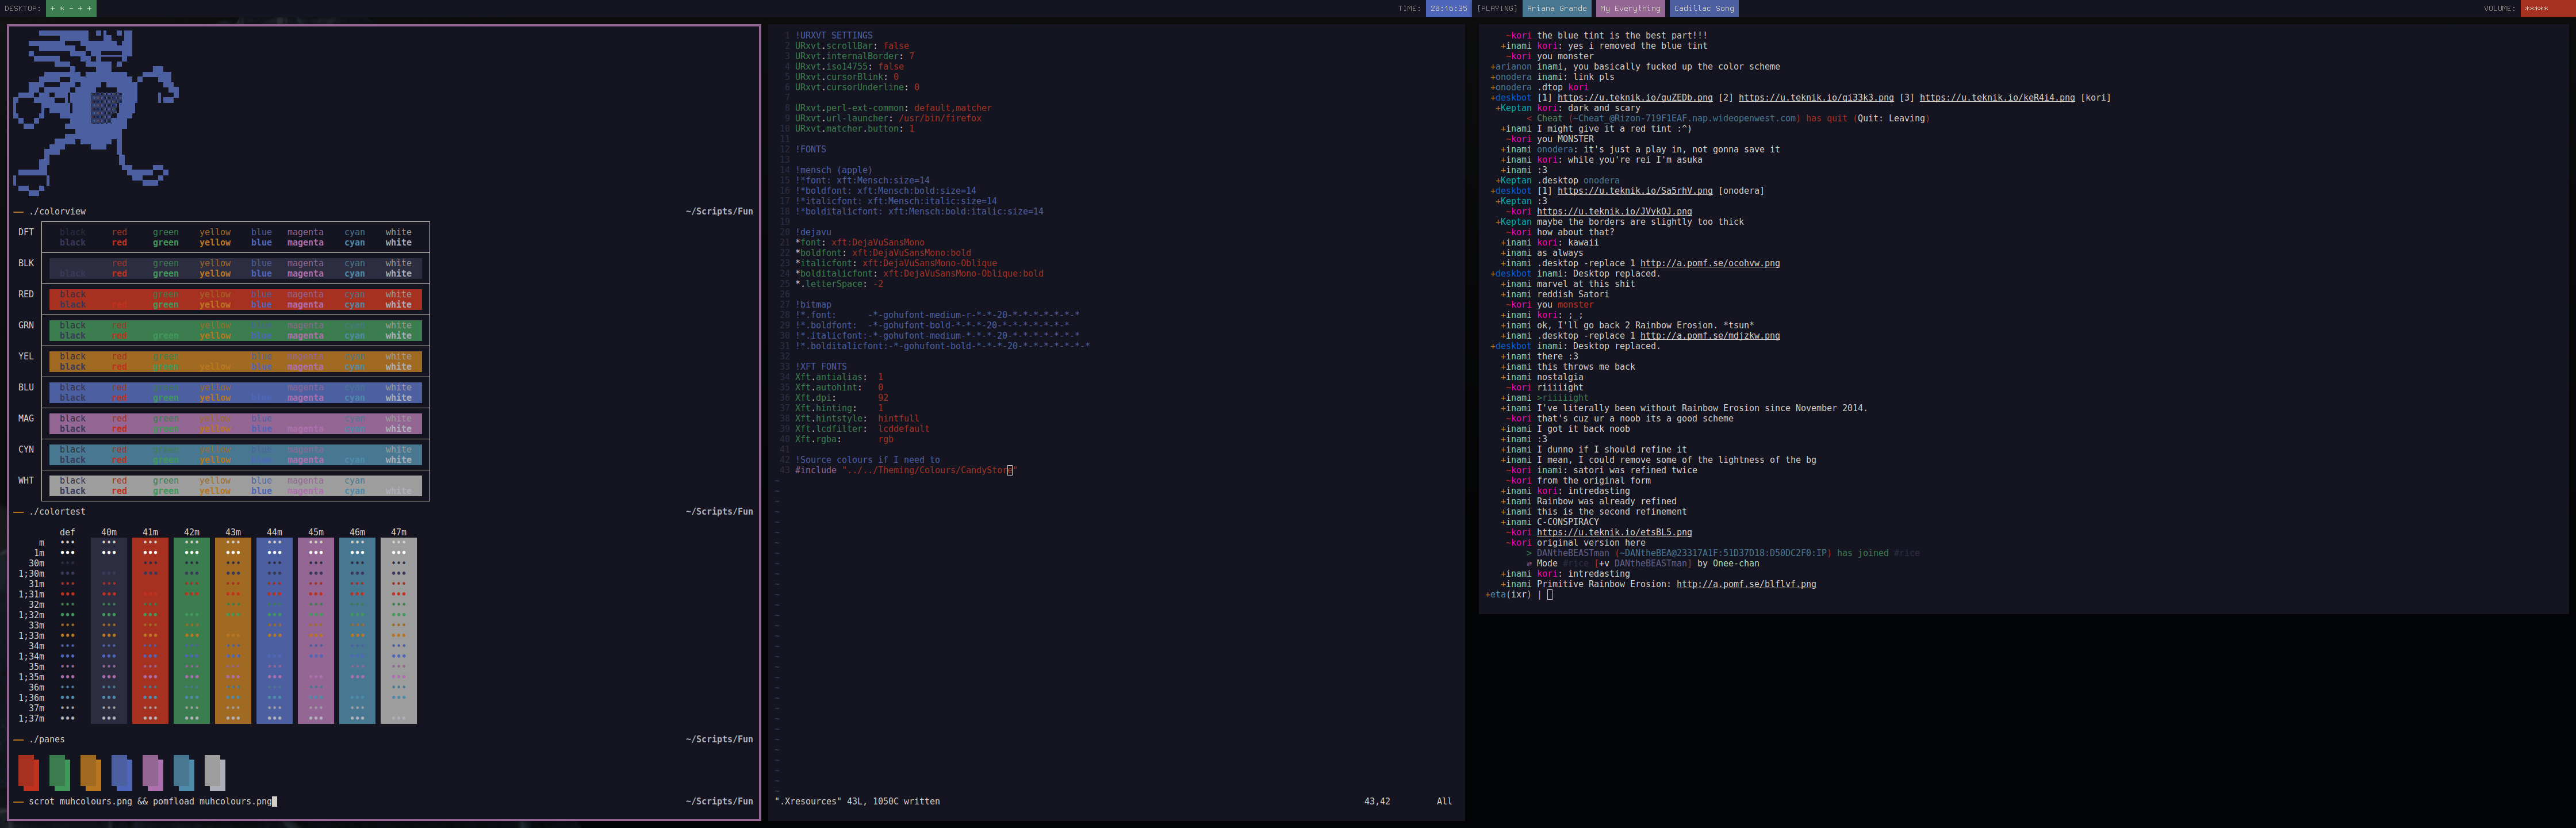 DESKTOP: + * - + +
TIME: 20:16:35 [PLAYING] Ariana Grande My Everything Cadillac Song
VOLUME: *****
── ./colorview ~/Scripts/Fun
DFT black red green yellow blue magenta cyan white
black red green yellow blue magenta cyan white
BLK red green yellow blue magenta cyan white
black red green yellow blue magenta cyan white
RED black green yellow blue magenta cyan white
black red green yellow blue magenta cyan white
GRN black red yellow blue magenta cyan white
black red green yellow blue magenta cyan white
YEL black red green blue magenta cyan white
black red green yellow blue magenta cyan white
BLU black red green yellow magenta cyan white
black red green yellow blue magenta cyan white
MAG black red green yellow blue cyan white
black red green yellow blue magenta cyan white
CYN black red green yellow blue magenta white
black red green yellow blue magenta cyan white
WHT black red green yellow blue magenta cyan
black red green yellow blue magenta cyan white
── ./colortest ~/Scripts/Fun
def 40m 41m 42m 43m 44m 45m 46m 47m
m
1m
30m
1;30m
31m
1;31m
32m
1;32m
33m
1;33m
34m
1;34m
35m
1;35m
36m
1;36m
37m
1;37m
── ./panes ~/Scripts/Fun
── scrot muhcolours.png && pomfload muhcolours.png ~/Scripts/Fun
1 !URXVT SETTINGS
2 URxvt.scrollBar: false
3 URxvt.internalBorder: 7
4 URxvt.iso14755: false
5 URxvt.cursorBlink: 0
6 URxvt.cursorUnderline: 0
7
8 URxvt.perl-ext-common: default,matcher
9 URxvt.url-launcher: /usr/bin/firefox
10 URxvt.matcher.button: 1
11
12 !FONTS
13
14 !mensch (apple)
15 !*font: xft:Mensch:size=14
16 !*boldfont: xft:Mensch:bold:size=14
17 !*italicfont: xft:Mensch:italic:size=14
18 !*bolditalicfont: xft:Mensch:bold:italic:size=14
19
20 !dejavu
21 *font: xft:DejaVuSansMono
22 *boldfont: xft:DejaVuSansMono:bold
23 *italicfont: xft:DejaVuSansMono-Oblique
24 *bolditalicfont: xft:DejaVuSansMono-Oblique:bold
25 *.letterSpace: -2
26
27 !bitmap
28 !*.font: -*-gohufont-medium-r-*-*-20-*-*-*-*-*-*-*
29 !*.boldfont: -*-gohufont-bold-*-*-*-20-*-*-*-*-*-*-*
30 !*.italicfont:-*-gohufont-medium-*-*-*-20-*-*-*-*-*-*-*
31 !*.bolditalicfont:-*-gohufont-bold-*-*-*-20-*-*-*-*-*-*-*
32
33 !XFT FONTS
34 Xft.antialias: 1
35 Xft.autohint: 0
36 Xft.dpi: 92
37 Xft.hinting: 1
38 Xft.hintstyle: hintfull
39 Xft.lcdfilter: lcddefault
40 Xft.rgba: rgb
41
42 !Source colours if I need to
43 #include "../../Theming/Colours/CandyStore"
".Xresources" 43L, 1050C written 43,42 All
~kori the blue tint is the best part!!!
+inami kori: yes i removed the blue tint
~kori you monster
+arianon inami, you basically fucked up the color scheme
+onodera inami: link pls
+onodera .dtop kori
+deskbot [1] https://u.teknik.io/guZEDb.png [2] https://u.teknik.io/qi33k3.png [3] https://u.teknik.io/keR4i4.png [kori]
+Keptan kori: dark and scary
< Cheat (~Cheat_@Rizon-719F1EAF.nap.wideopenwest.com) has quit (Quit: Leaving)
+inami I might give it a red tint :^)
~kori you MONSTER
+inami onodera: it's just a play in, not gonna save it
+inami kori: while you're rei I'm asuka
+inami :3
+Keptan .desktop onodera
+deskbot [1] https://u.teknik.io/Sa5rhV.png [onodera]
+Keptan :3
~kori https://u.teknik.io/JVykOJ.png
+Keptan maybe the borders are slightly too thick
~kori how about that?
+inami kori: kawaii
+inami as always
+inami .desktop -replace 1 http://a.pomf.se/ocohvw.png
+deskbot inami: Desktop replaced.
+inami marvel at this shit
+inami reddish Satori
~kori you monster
+inami kori: ;_;
+inami ok, I'll go back 2 Rainbow Erosion. *tsun*
+inami .desktop -replace 1 http://a.pomf.se/mdjzkw.png
+deskbot inami: Desktop replaced.
+inami there :3
+inami this throws me back
+inami nostalgia
~kori riiiiight
+inami >riiiiight
+inami I've literally been without Rainbow Erosion since November 2014.
~kori that's cuz ur a noob its a good scheme
+inami I got it back noob
+inami :3
+inami I dunno if I should refine it
+inami I mean, I could remove some of the lightness of the bg
~kori inami: satori was refined twice
~kori from the original form
+inami kori: intredasting
+inami Rainbow was already refined
+inami this is the second refinement
+inami C-CONSPIRACY
~kori https://u.teknik.io/etsBL5.png
~kori original version here
> DANtheBEASTman (~DANtheBEA@23317A1F:51D37D18:D50DC2F0:IP) has joined #rice
⇄ Mode #rice [+v DANtheBEASTman] by Onee-chan
+inami kori: intredasting
+inami Primitive Rainbow Erosion: http://a.pomf.se/blflvf.png
+eta(ixr) |